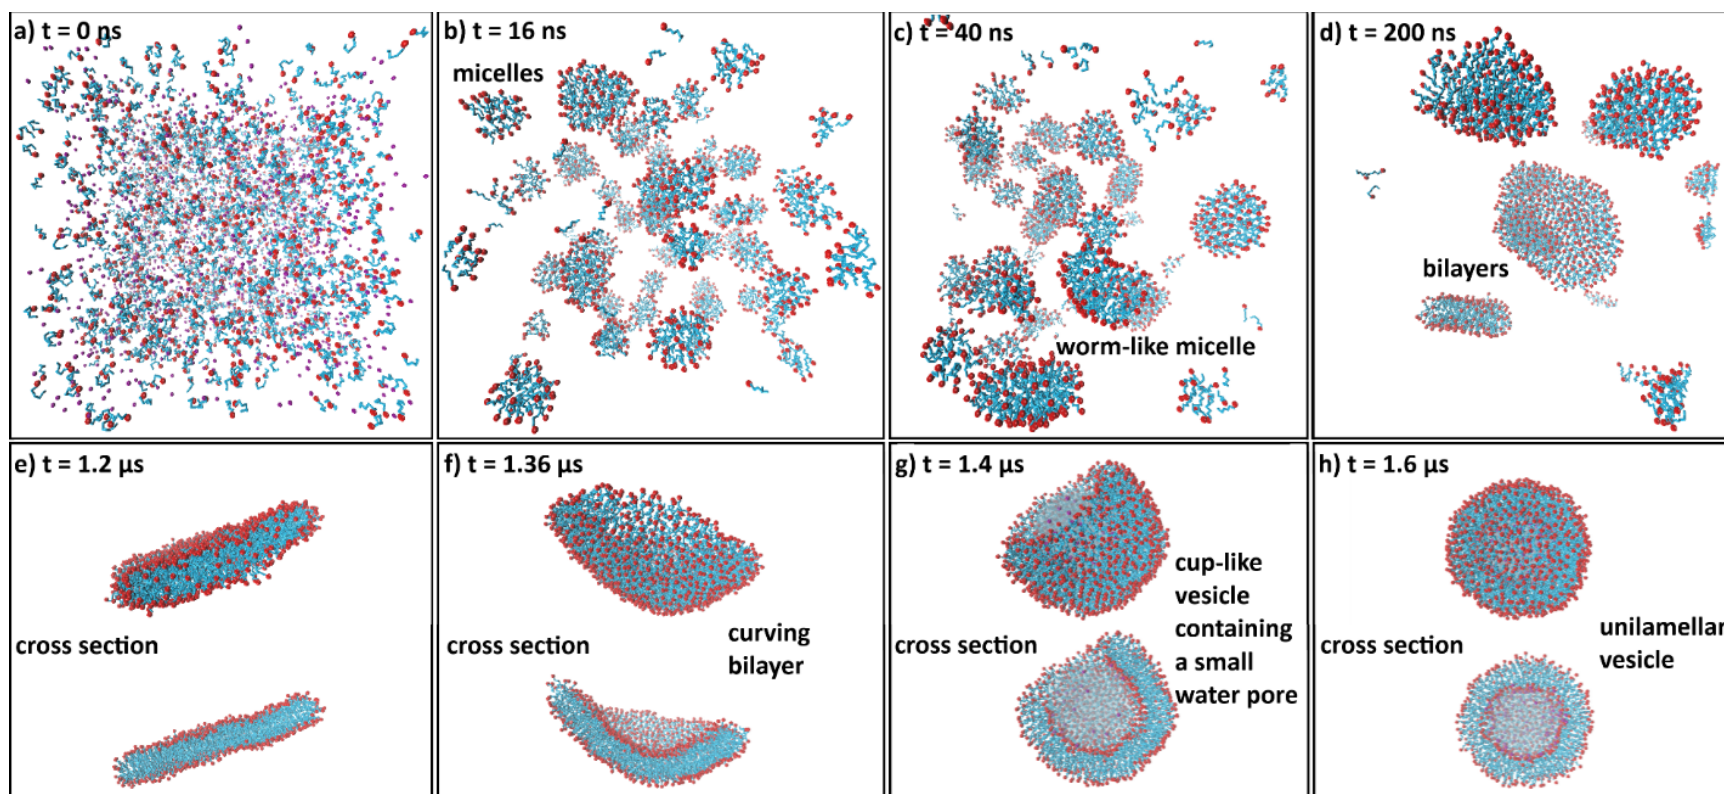 a) t = 0 ns
b) t = 16 ns
micelles
c) t = 40 ns
worm-like micelle
d) t = 200 ns
bilayers
e) t = 1.2 μs
cross section
f) t = 1.36 μs
cross section
curving
bilayer
g) t = 1.4 μs
cross section
cup-like
vesicle
containing
a small
water pore
h) t = 1.6 μs
cross section
unilamellar
vesicle